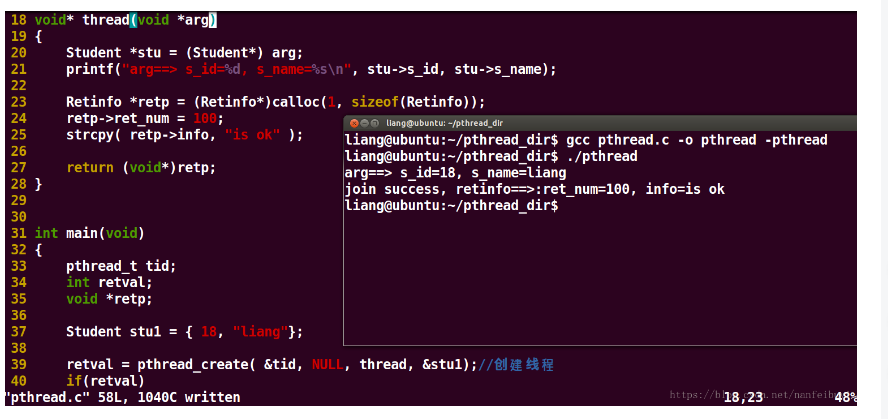 18 void* thread(void *arg)
19 {
20     Student *stu = (Student*) arg;
21     printf("arg==> s_id=%d, s_name=%s\n", stu->s_id, stu->s_name);
22
23     Retinfo *retp = (Retinfo*)calloc(1, sizeof(Retinfo));
24     retp->ret_num = 100;
25     strcpy( retp->info, "is ok" );
26
27     return (void*)retp;
28 }
29
30
31 int main(void)
32 {
33     pthread_t tid;
34     int retval;
35     void *retp;
36
37     Student stu1 = { 18, "liang"};
38
39     retval = pthread_create( &tid, NULL, thread, &stu1);//创建线程
40     if(retval)
"pthread.c" 58L, 1040C written 18,23 48%
liang@ubuntu: ~/pthread_dir
liang@ubuntu:~/pthread_dir$ gcc pthread.c -o pthread -pthread
liang@ubuntu:~/pthread_dir$ ./pthread
arg==> s_id=18, s_name=liang
join success, retinfo==>:ret_num=100, info=is ok
liang@ubuntu:~/pthread_dir$